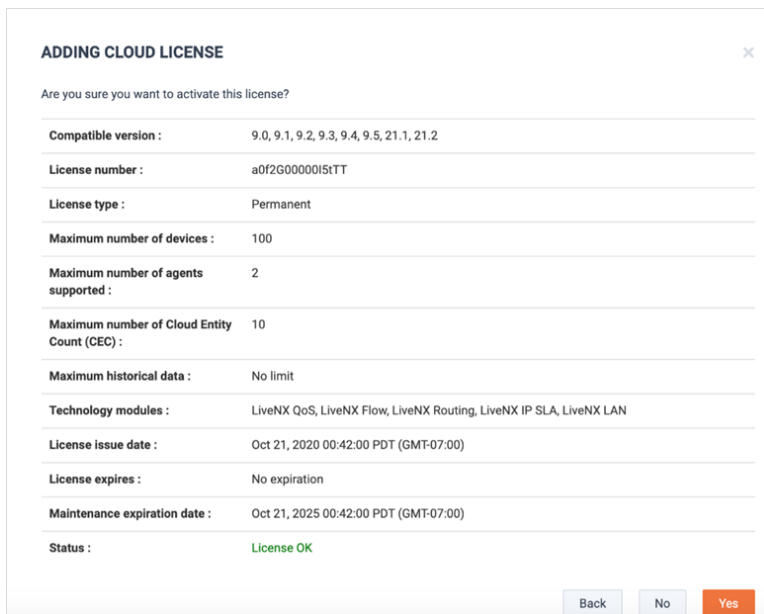 ADDING CLOUD LICENSE
Are you sure you want to activate this license?
Compatible version : 9.0, 9.1, 9.2, 9.3, 9.4, 9.5, 21.1, 21.2
License number : a0f2G00000I5tTT
License type : Permanent
Maximum number of devices : 100
Maximum number of agents 2
supported :
Maximum number of Cloud Entity 10
Count (CEC) :
Maximum historical data : No limit
Technology modules : LiveNX QoS, LiveNX Flow, LiveNX Routing, LiveNX IP SLA, LiveNX LAN
License issue date : Oct 21, 2020 00:42:00 PDT (GMT-07:00)
License expires : No expiration
Maintenance expiration date : Oct 21, 2025 00:42:00 PDT (GMT-07:00)
Status : License OK
Back No Yes